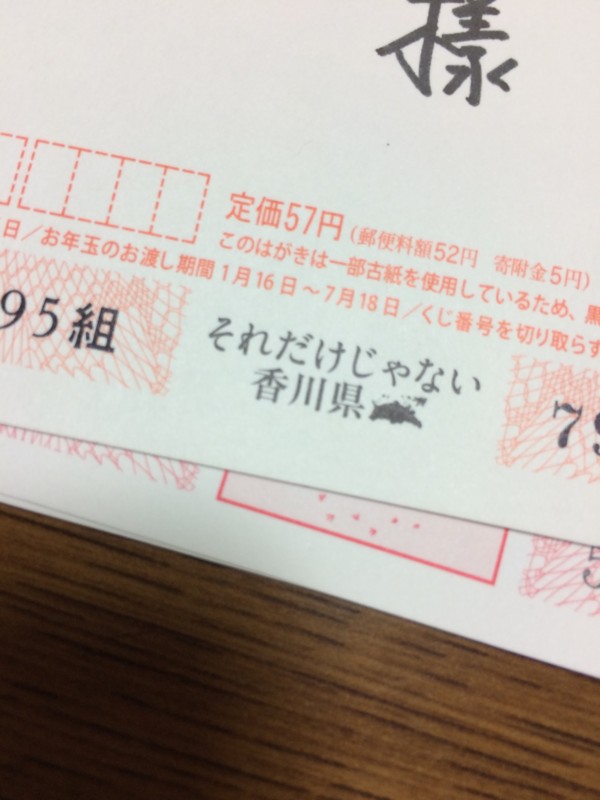 様
定価57円(郵便料額52円 寄附金5円)
このはがきは一部古紙を使用しているため、黒
日/お年玉のお渡し期間 1月16日〜7月18日/くじ番号を切り取らず
95組
それだけじゃない
香川県
79
5